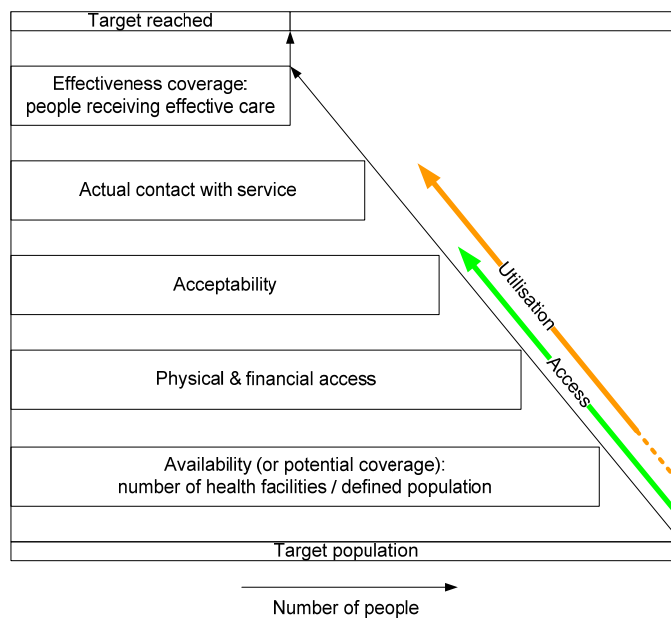 Target reached
Effectiveness coverage:
people receiving effective care
Actual contact with service
Utilisation
Acceptability
Access
Physical & financial access
Availability (or potential coverage):
number of health facilities / defined population
Target population
Number of people